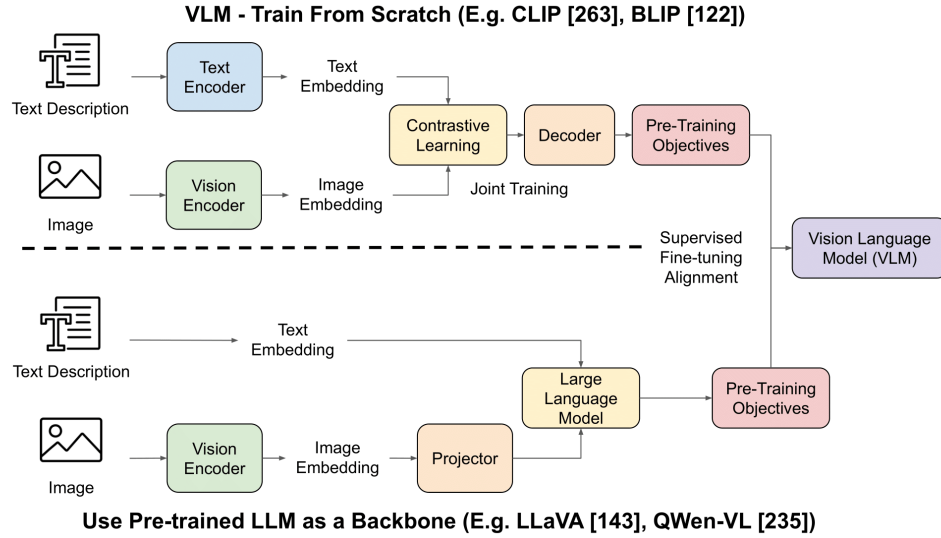 VLM - Train From Scratch (E.g. CLIP [263], BLIP [122])
Text Description
Text
Encoder
Text
Embedding
Contrastive
Learning
Decoder
Pre-Training
Objectives
Image
Vision
Encoder
Image
Embedding
Joint Training
Supervised
Fine-tuning
Alignment
Vision Language
Model (VLM)
Text Description
Text
Embedding
Large
Language
Model
Pre-Training
Objectives
Image
Vision
Encoder
Image
Embedding
Projector
Use Pre-trained LLM as a Backbone (E.g. LLaVA [143], QWen-VL [235])